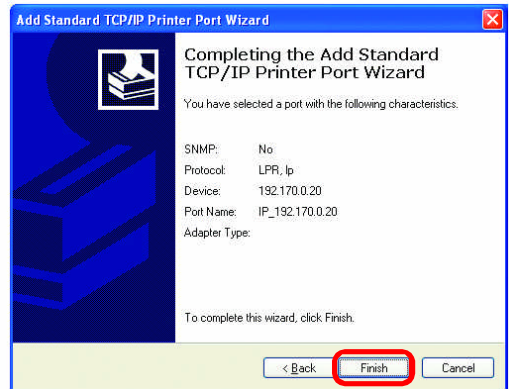 Add Standard TCP/IP Printer Port Wizard
Completing the Add Standard
TCP/IP Printer Port Wizard
You have selected a port with the following characteristics.
SNMP: No
Protocol: LPR, lp
Device: 192.170.0.20
Port Name: IP_192.170.0.20
Adapter Type:
To complete this wizard, click Finish.
< Back Finish Cancel